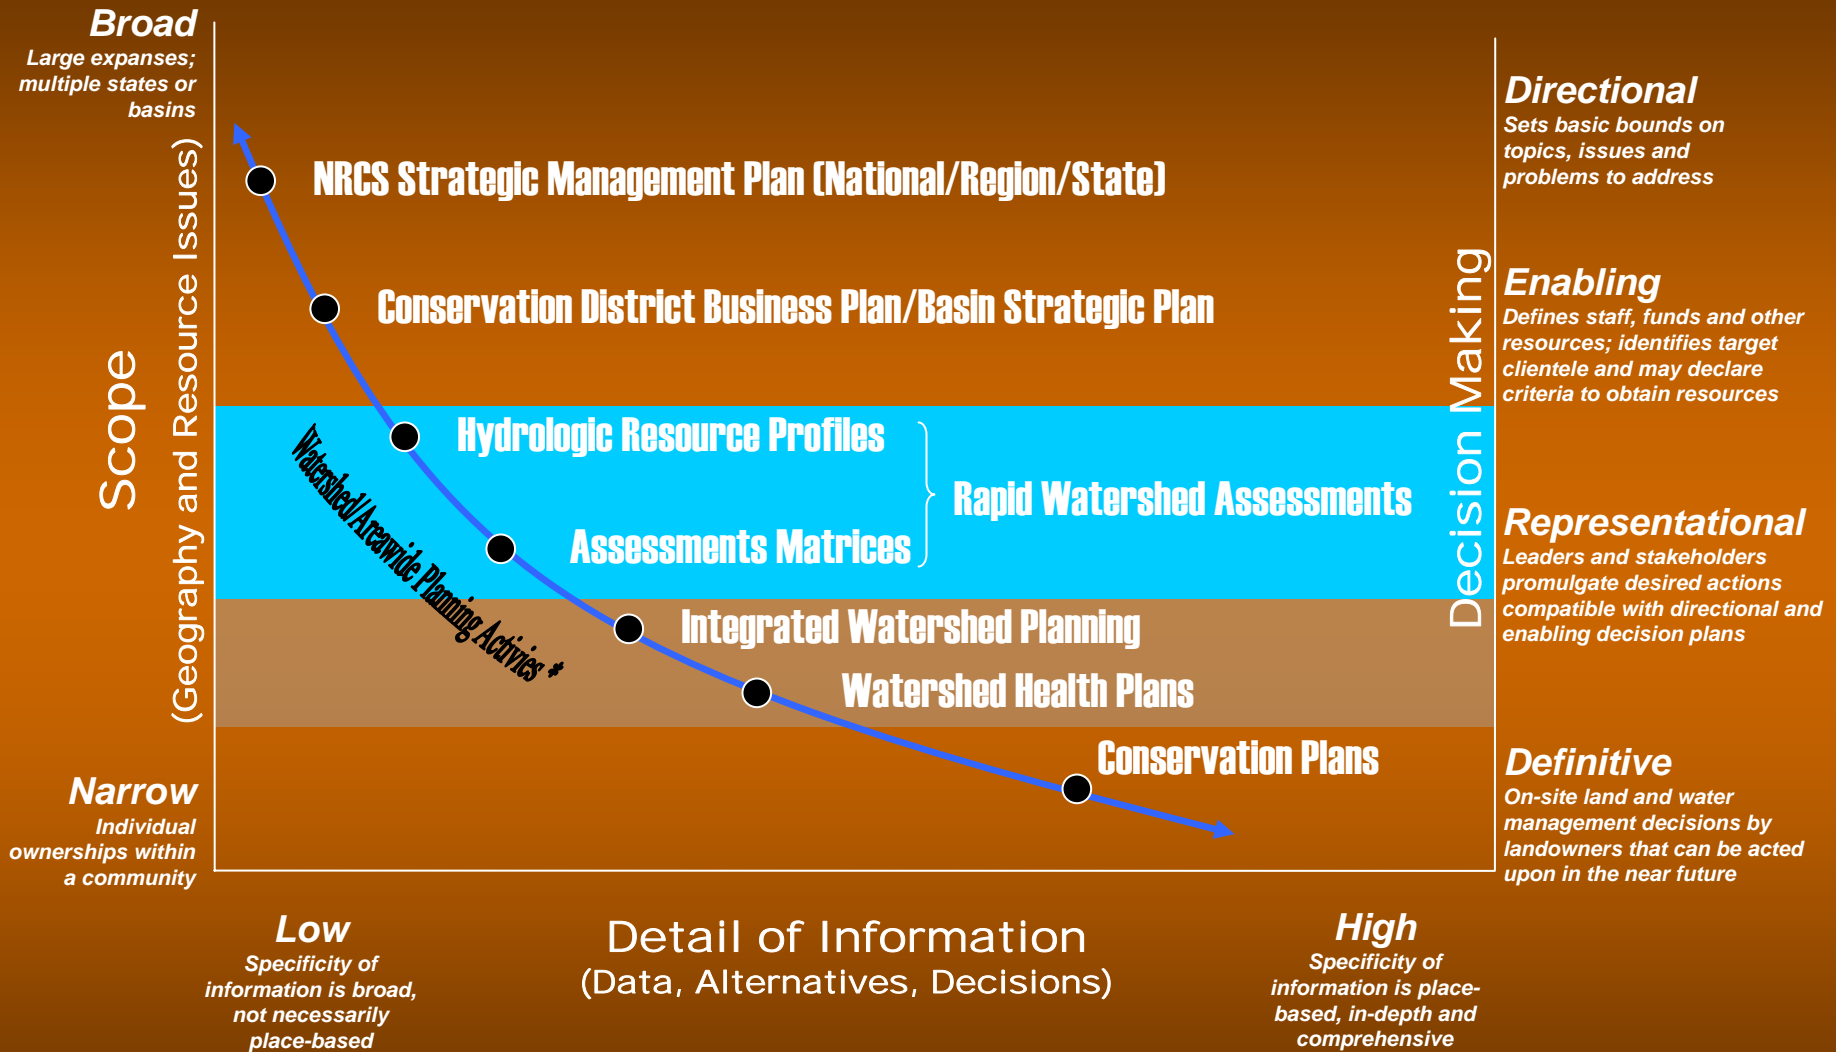 Broad
Large expanses;
multiple states or
basins
Scope
(Geography and Resource Issues)
Narrow
Individual
ownerships within
a community
NRCS Strategic Management Plan (National/Region/State)
Conservation District Business Plan/Basin Strategic Plan
Hydrologic Resource Profiles
Rapid Watershed Assessments
Assessments Matrices
Watershed/Areawide Planning Activies *
Integrated Watershed Planning
Watershed Health Plans
Conservation Plans
Decision Making
Directional
Sets basic bounds on
topics, issues and
problems to address
Enabling
Defines staff, funds and other
resources; identifies target
clientele and may declare
criteria to obtain resources
Representational
Leaders and stakeholders
promulgate desired actions
compatible with directional and
enabling decision plans
Definitive
On-site land and water
management decisions by
landowners that can be acted
upon in the near future
Low
Specificity of
information is broad,
not necessarily
place-based
Detail of Information
(Data, Alternatives, Decisions)
High
Specificity of
information is place-
based, in-depth and
comprehensive